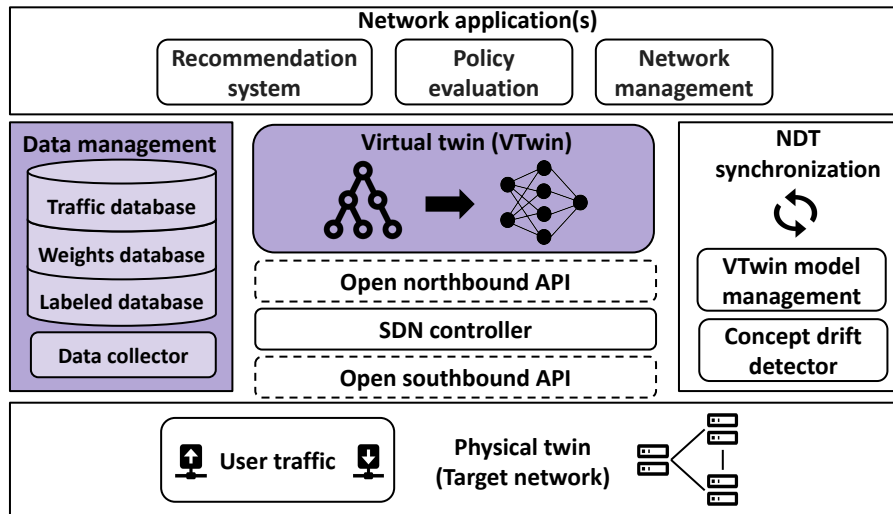 Network application(s)
Recommendation
system
Policy
evaluation
Network
management
Data management
Traffic database
Weights database
Labeled database
Data collector
Virtual twin (VTwin)
Open northbound API
SDN controller
Open southbound API
NDT
synchronization
VTwin model
management
Concept drift
detector
User traffic
Physical twin
(Target network)